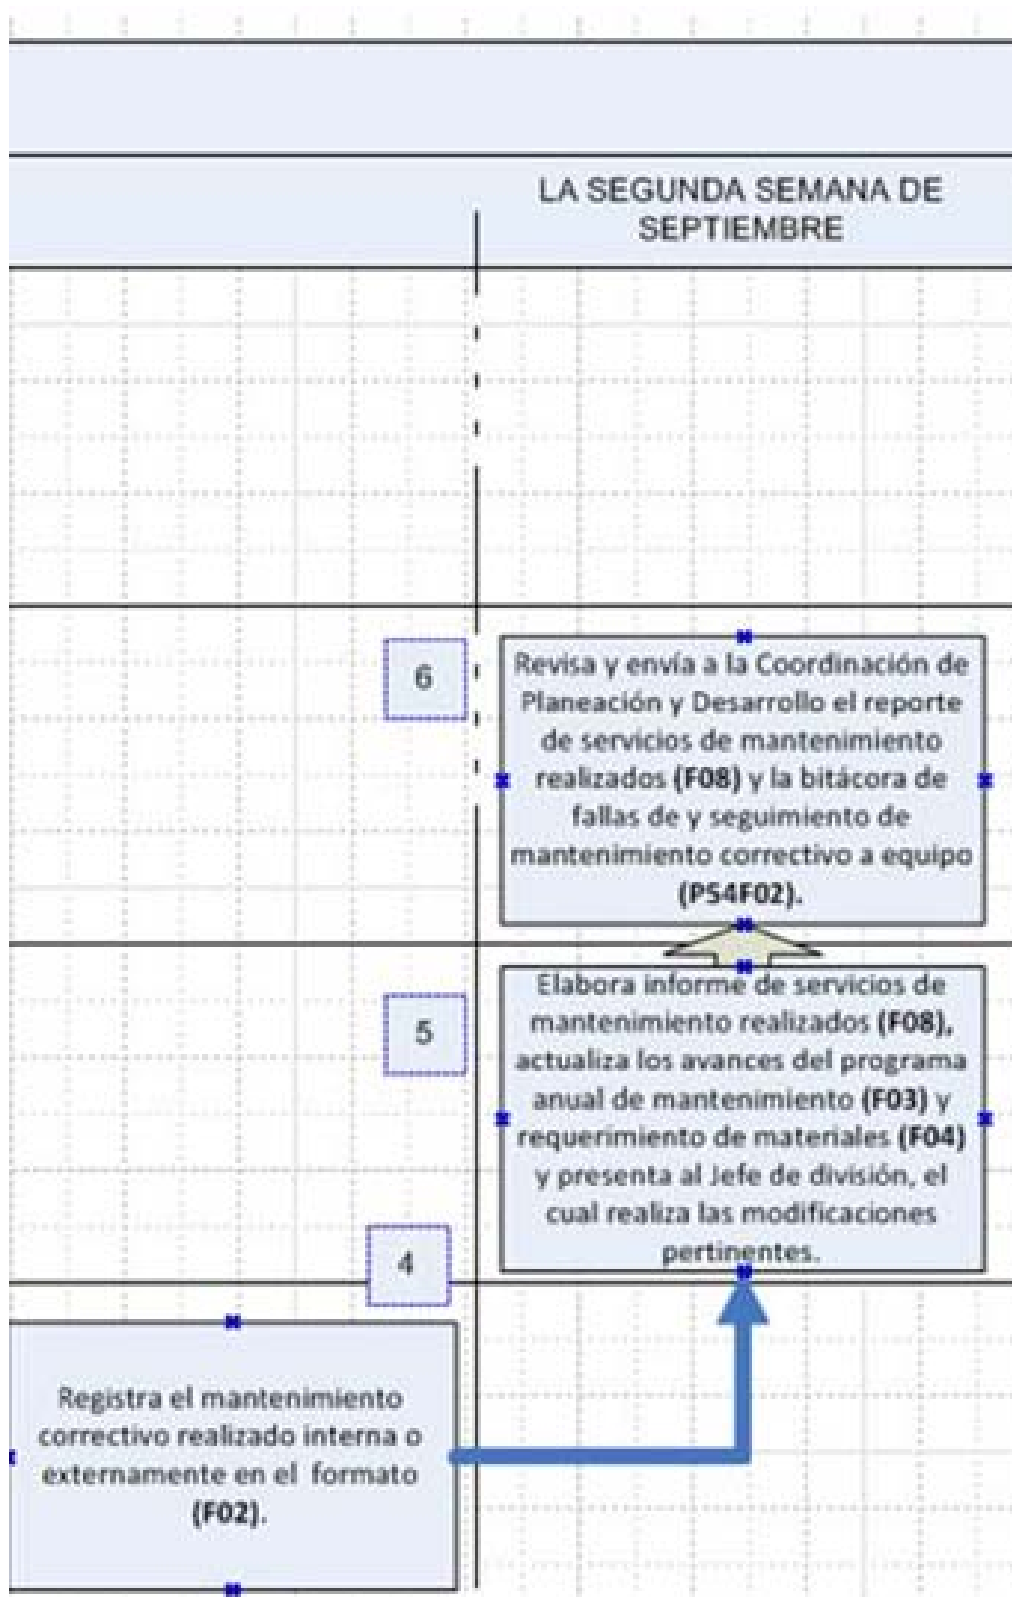 LA SEGUNDA SEMANA DE
SEPTIEMBRE
6
Revisa y envía a la Coordinación de
Planeación y Desarrollo el reporte
de servicios de mantenimiento
realizados (F08) y la bitácora de
fallas de y seguimiento de
mantenimiento correctivo a equipo
(PS4F02).
5
Elabora informe de servicios de
mantenimiento realizados (F08),
actualiza los avances del programa
anual de mantenimiento (F03) y
requerimiento de materiales (F04)
y presenta al Jefe de división, el
cual realiza las modificaciones
pertinentes.
4
Registra el mantenimiento
correctivo realizado interna o
externamente en el formato
(F02).